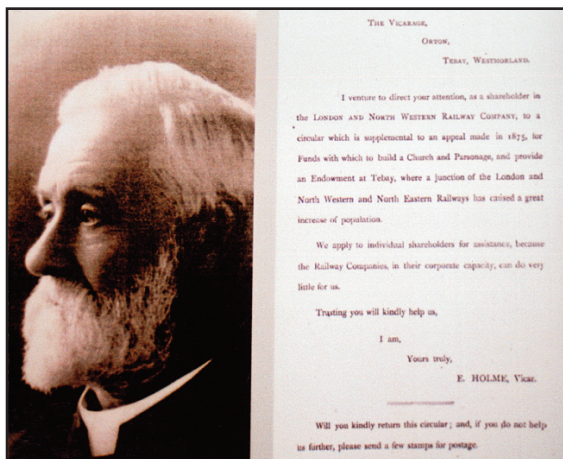 THE VICARAGE,
ORTON,
TEBAY, WESTMORLAND.
I venture to direct your attention, as a shareholder in
the LONDON AND NORTH WESTERN RAILWAY COMPANY, to a
circular which is supplemental to an appeal made in 1875, for
Funds with which to build a Church and Parsonage, and provide
an Endowment at Tebay, where a junction of the London and
North Western and North Eastern Railways has caused a great
increase of population.
We apply to individual shareholders for assistance, because
the Railway Companies, in their corporate capacity, can do very
little for us.
Trusting you will kindly help us,
I am,
Yours truly,
E. HOLME, Vicar.
Will you kindly return this circular; and, if you do not help
us further, please send a few stamps for postage.